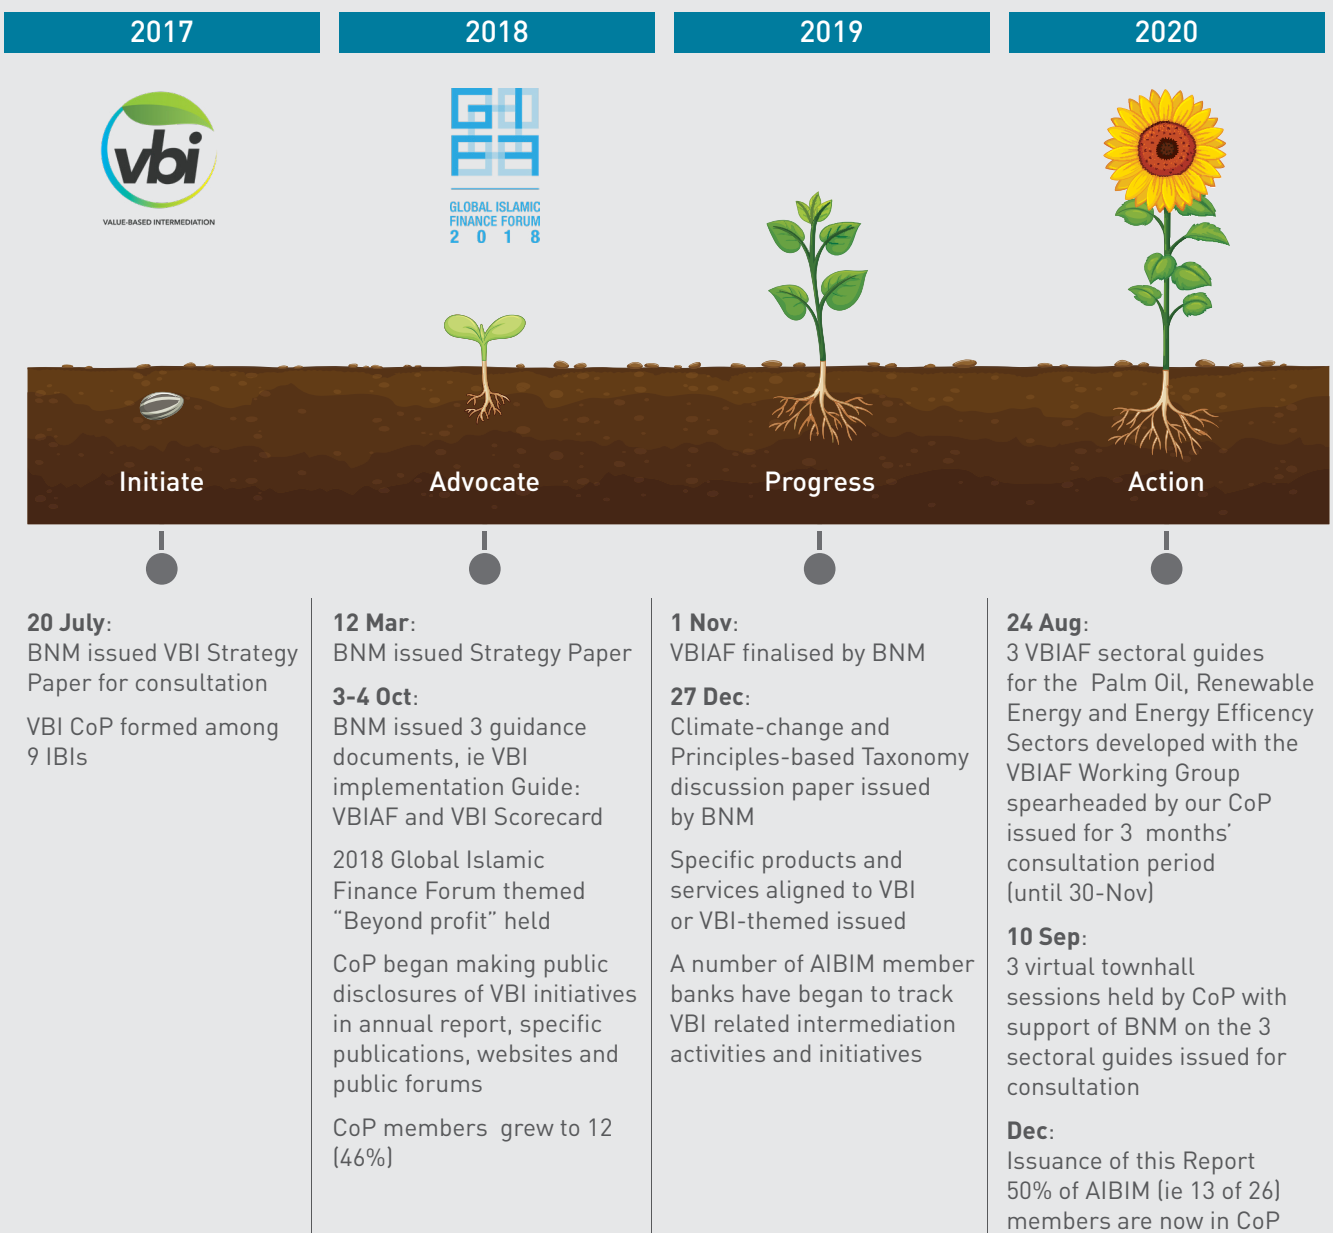 2017
2018
2019
2020
vbi
VALUE-BASED INTERMEDIATION
GIFF
GLOBAL ISLAMIC
FINANCE FORUM
2 0 1 8
Initiate
Advocate
Progress
Action
20 July:
BNM issued VBI Strategy
Paper for consultation
VBI CoP formed among
9 IBIs
12 Mar:
BNM issued Strategy Paper
3-4 Oct:
BNM issued 3 guidance
documents, ie VBI
implementation Guide:
VBIAF and VBI Scorecard
2018 Global Islamic
Finance Forum themed
“Beyond profit” held
CoP began making public
disclosures of VBI initiatives
in annual report, specific
publications, websites and
public forums
CoP members grew to 12
(46%)
1 Nov:
VBIAF finalised by BNM
27 Dec:
Climate-change and
Principles-based Taxonomy
discussion paper issued
by BNM
Specific products and
services aligned to VBI
or VBI-themed issued
A number of AIBIM member
banks have began to track
VBI related intermediation
activities and initiatives
24 Aug:
3 VBIAF sectoral guides
for the Palm Oil, Renewable
Energy and Energy Efficency
Sectors developed with the
VBIAF Working Group
spearheaded by our CoP
issued for 3 months’
consultation period
(until 30-Nov)
10 Sep:
3 virtual townhall
sessions held by CoP with
support of BNM on the 3
sectoral guides issued for
consultation
Dec:
Issuance of this Report
50% of AIBIM (ie 13 of 26)
members are now in CoP